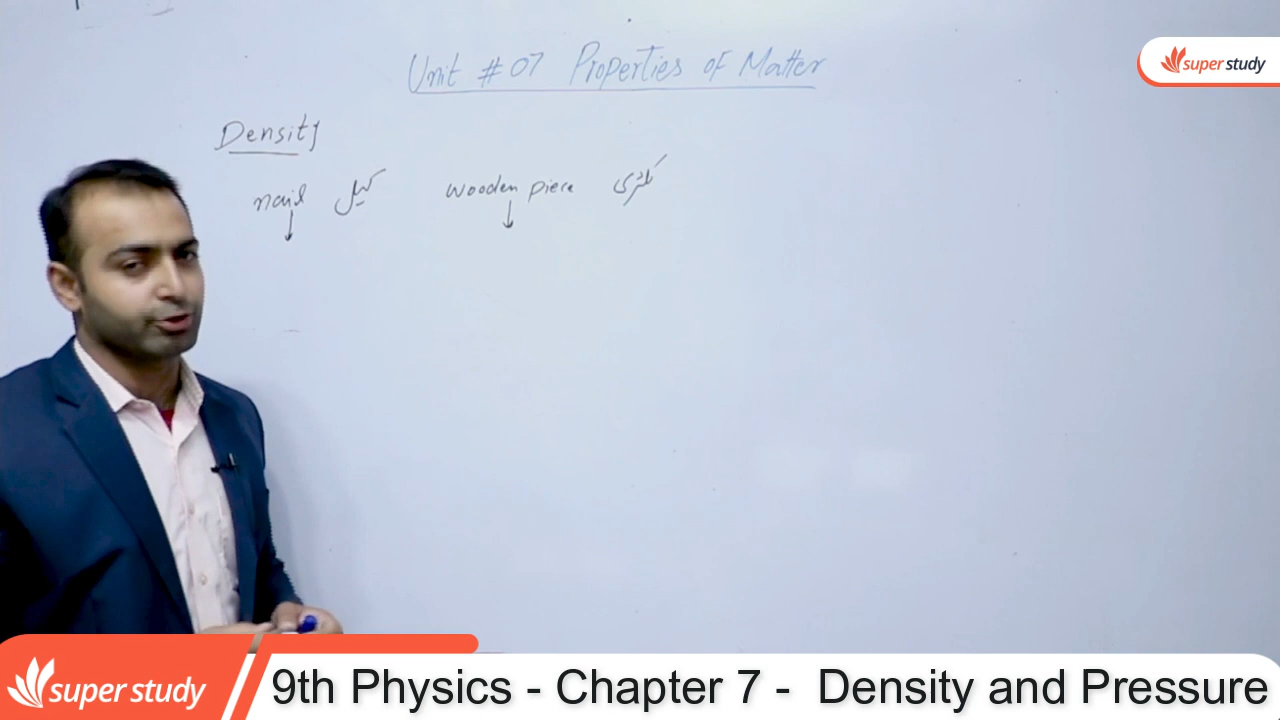 Unit # 07 Properties of Matter
super study
Density
nail کیل wooden piece لکڑی
super study
9th Physics - Chapter 7 - Density and Pressure